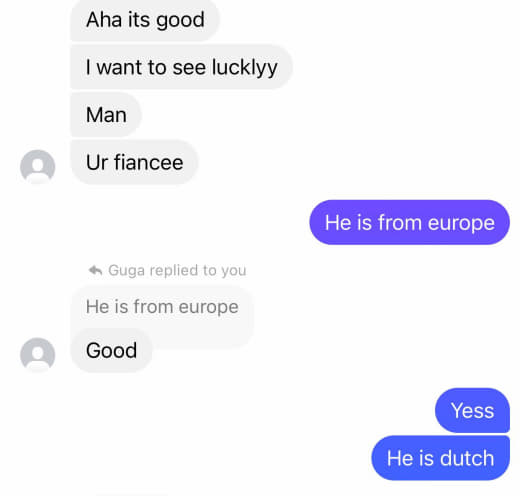 Aha its good
I want to see lucklyy
Man
Ur fiancee
He is from europe
Guga replied to you
He is from europe
Good
Yess
He is dutch